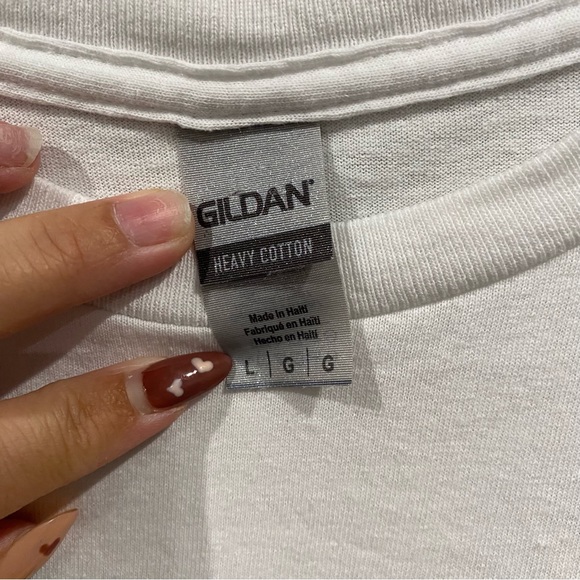 GILDAN®
HEAVY COTTON
Made in Haiti
Fabriqué en Haïti
Hecho en Haití
L | G | G